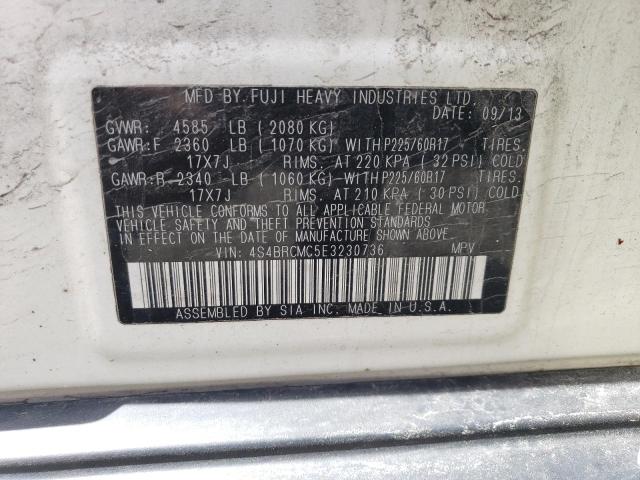 MFD BY FUJI HEAVY INDUSTRIES LTD.
DATE: 09/13
GVWR: 4585 LB ( 2080 KG)
GAWR:F 2360 LB ( 1070 KG) WITH P225/60R17 TIRES.
17X7J RIMS. AT 220 KPA ( 32 PSI) COLD
GAWR:R 2340 LB ( 1060 KG) WITH P225/60R17 TIRES.
17X7J RIMS. AT 210 KPA ( 30 PSI) COLD
THIS VEHICLE CONFORMS TO ALL APPLICABLE FEDERAL MOTOR
VEHICLE SAFETY AND THEFT PREVENTION STANDARDS
IN EFFECT ON THE DATE OF MANUFACTURE SHOWN ABOVE.
VIN: 4S4BRCMC5E3230736 MPV
ASSEMBLED BY SIA INC. MADE IN U.S.A.